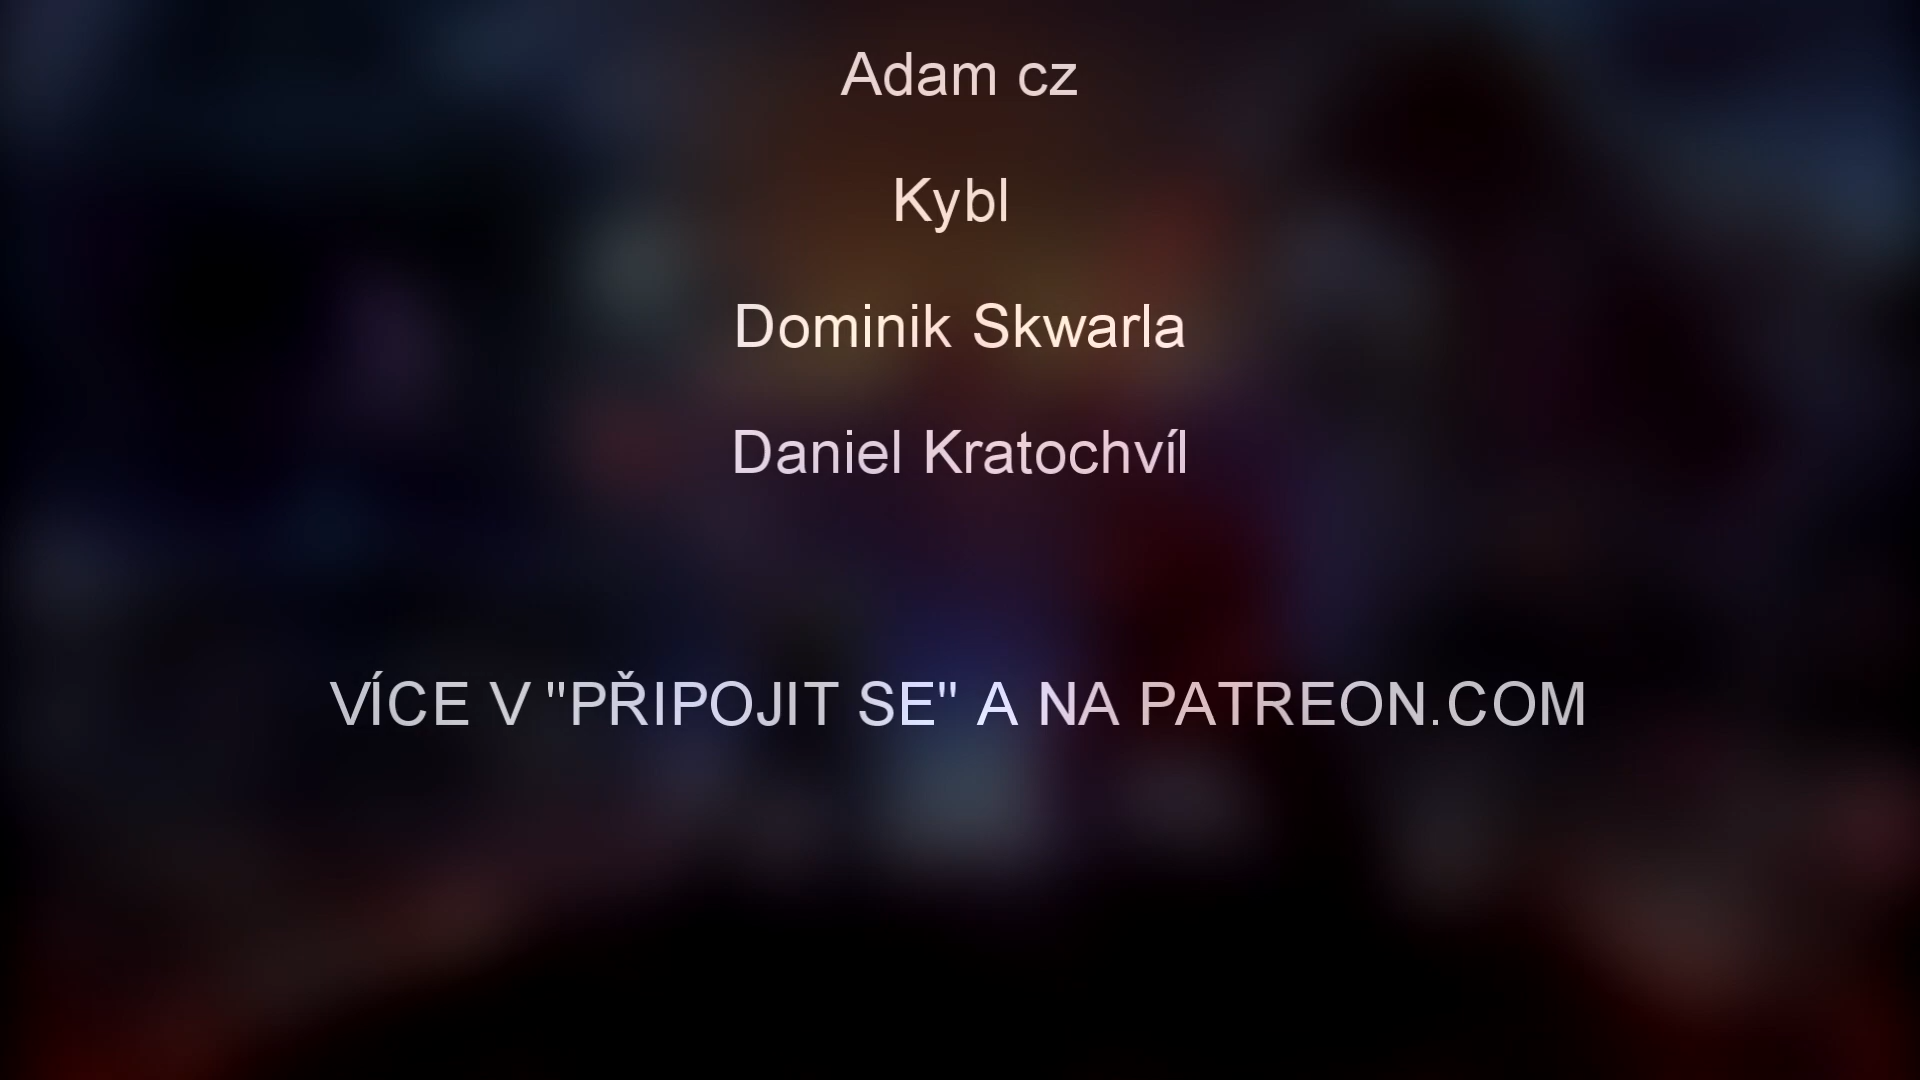 Adam cz
Kybl
Dominik Skwarla
Daniel Kratochvíl
VÍCE V "PŘIPOJIT SE" A NA PATREON.COM